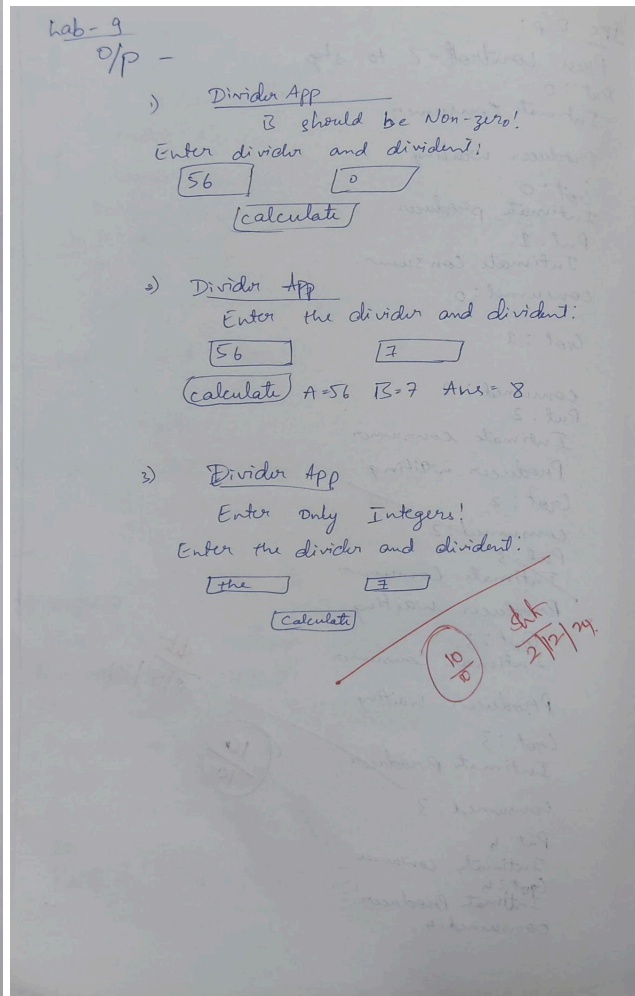 Lab - 9
O/P -
1) Divider App
B should be Non-zero!
Enter divider and divident:
56 0
calculate
2) Divider App
Enter the divider and divident:
56 7
calculate A=56 B=7 Ans= 8
3) Divider App
Enter Only Integers!
Enter the divider and divident:
the 7
Calculate
10/10
2/12/24.